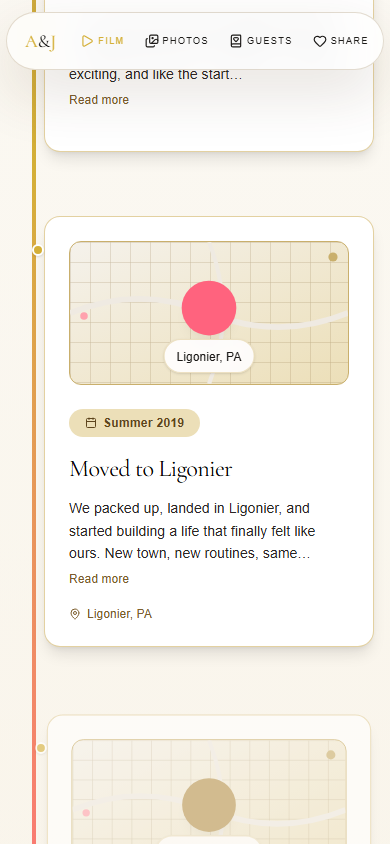 A&J FILM PHOTOS GUESTS SHARE
exciting, and like the start…
Read more
Ligonier, PA
Summer 2019
Moved to Ligonier
We packed up, landed in Ligonier, and
started building a life that finally felt like
ours. New town, new routines, same…
Read more
Ligonier, PA